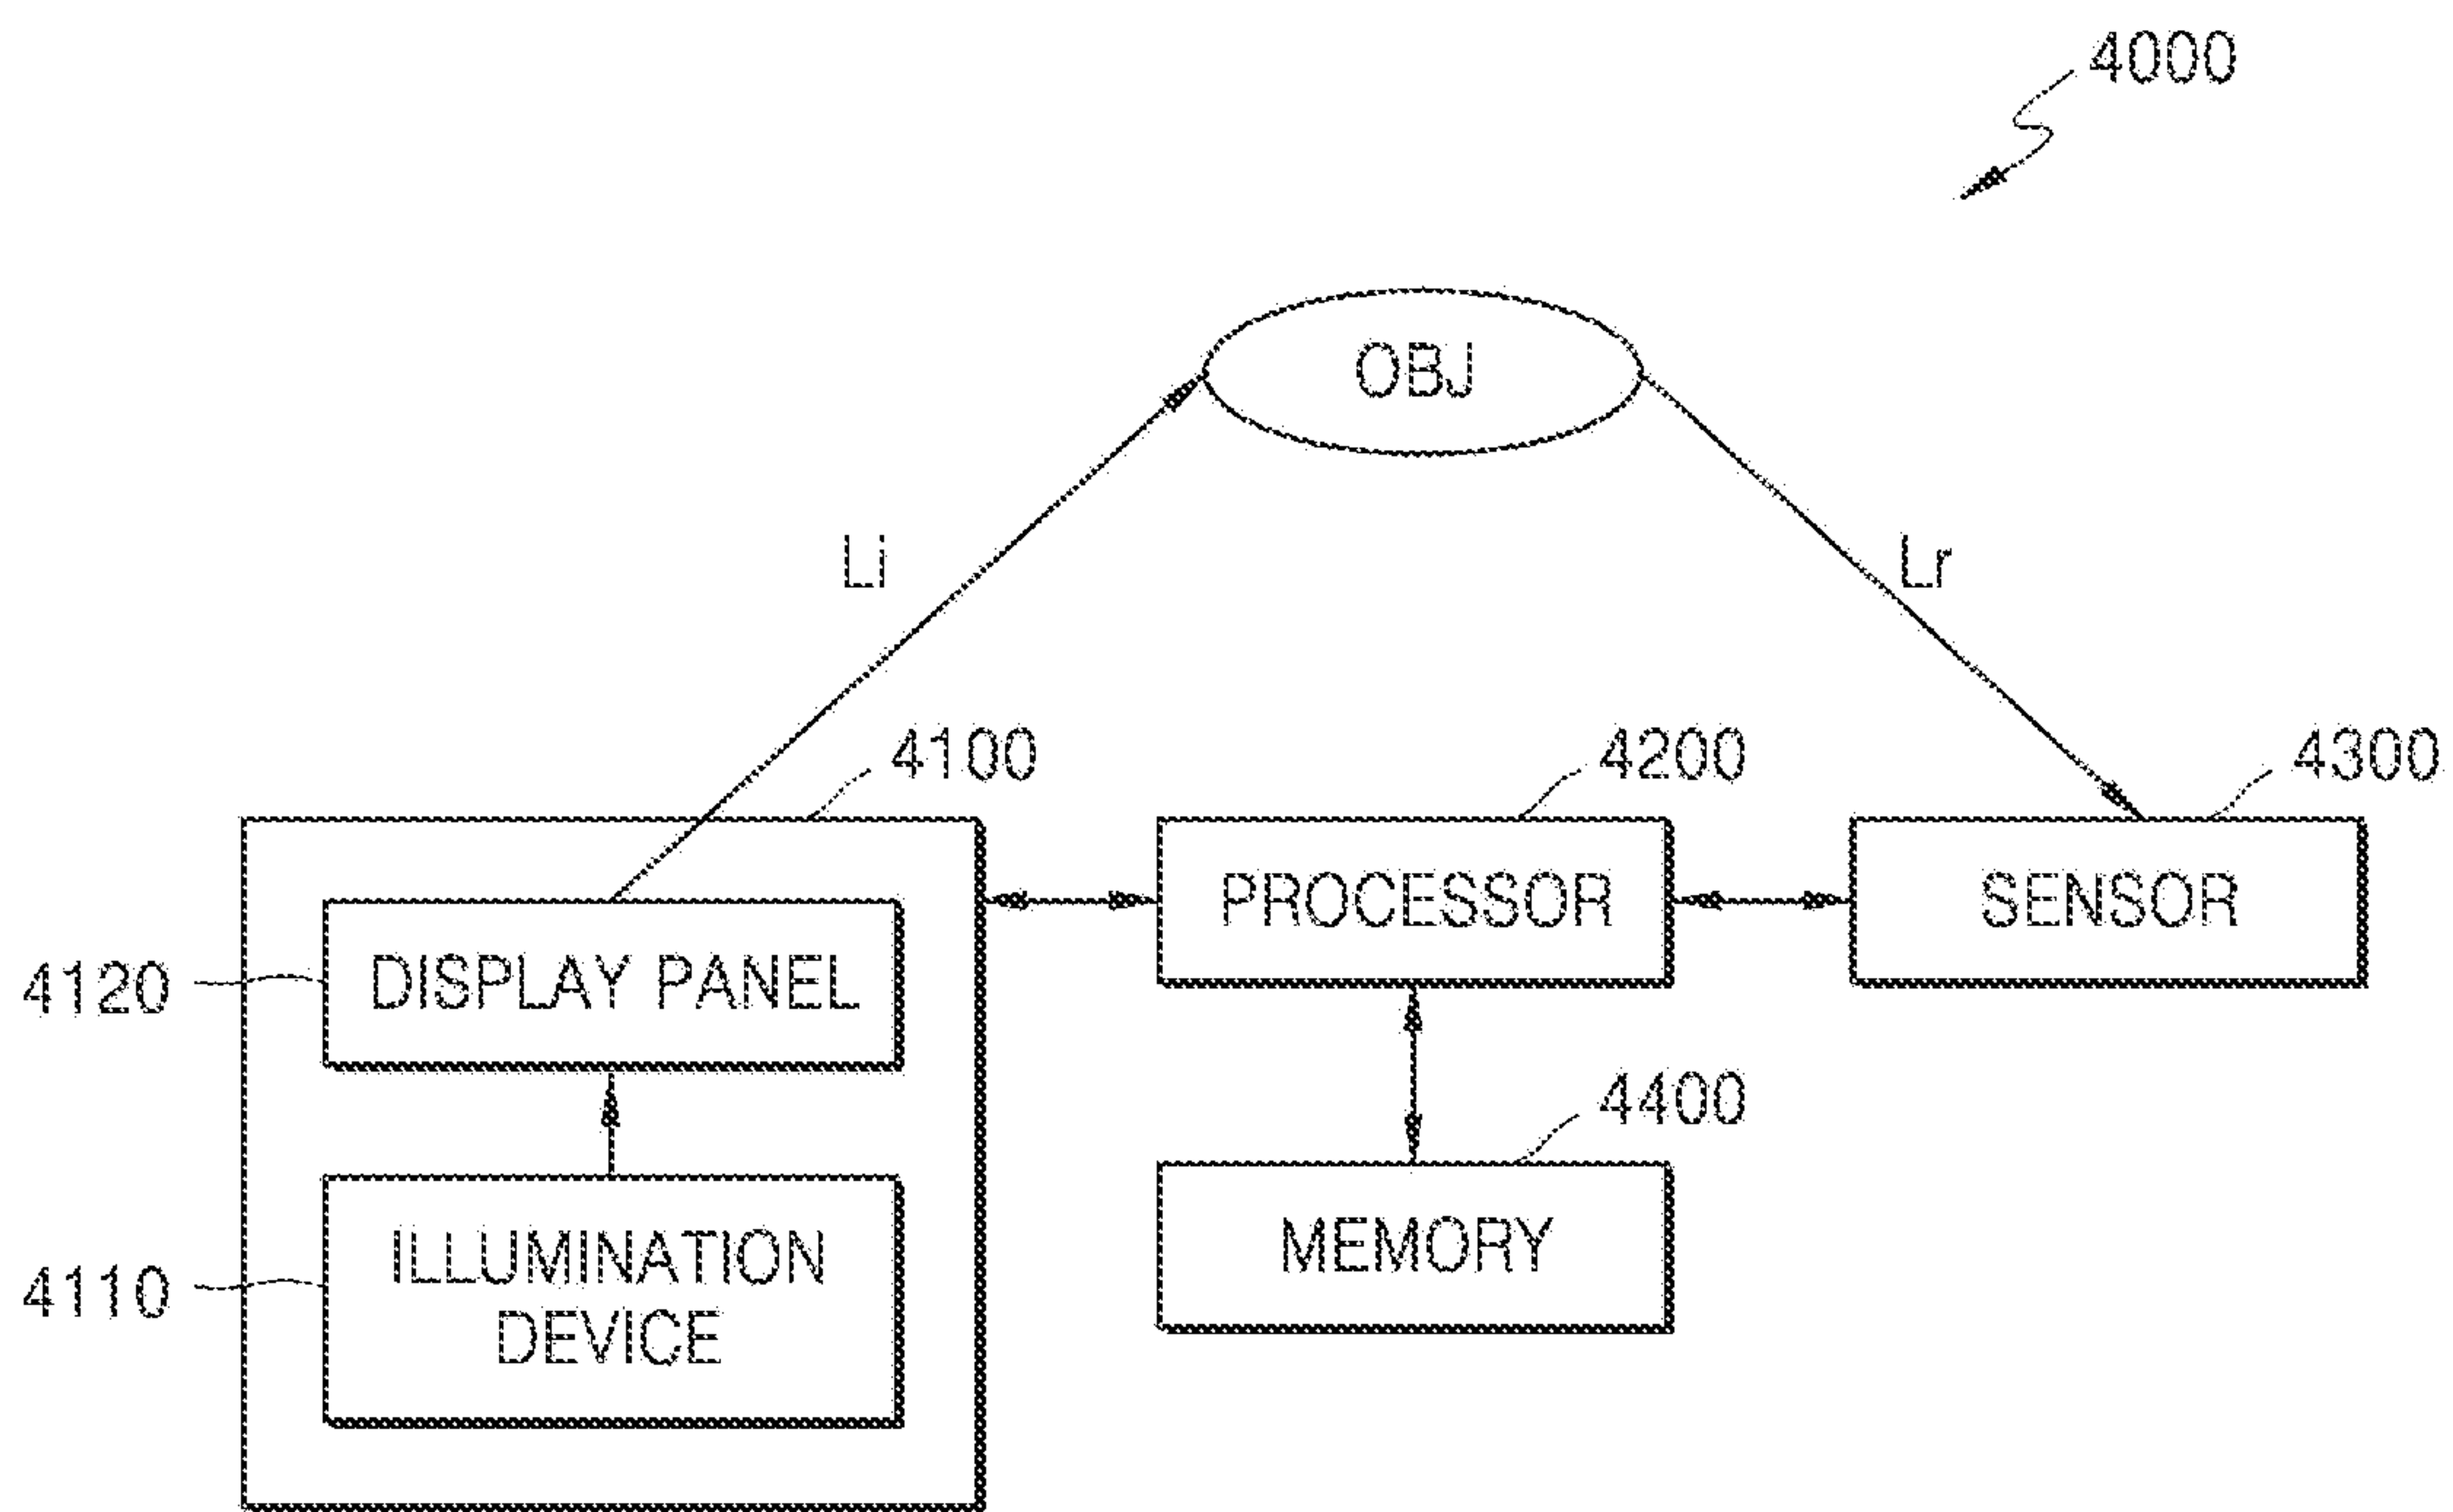 4000
OBJ
Li
Lr
4100
4200
4300
PROCESSOR
SENSOR
4120
DISPLAY PANEL
4400
4110
ILLUMINATION
DEVICE
MEMORY